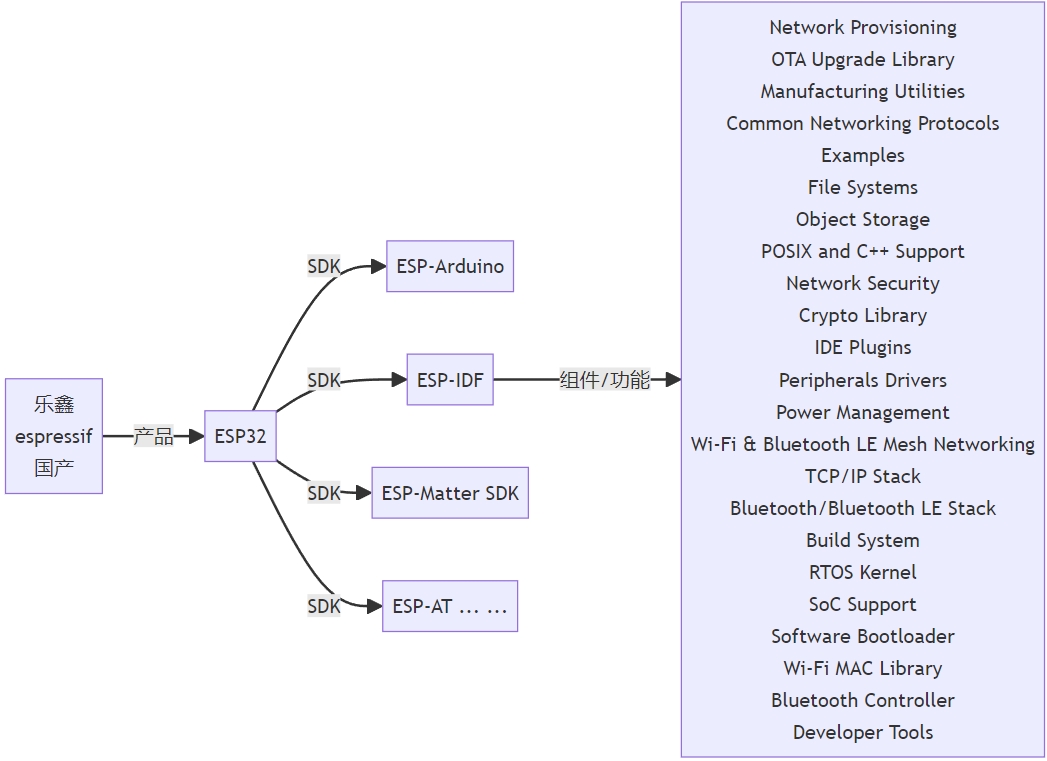 乐鑫
espressif
国产
产品
ESP32
SDK
ESP-Arduino
SDK
ESP-IDF
SDK
ESP-Matter SDK
SDK
ESP-AT ... ...
组件/功能
Network Provisioning
OTA Upgrade Library
Manufacturing Utilities
Common Networking Protocols
Examples
File Systems
Object Storage
POSIX and C++ Support
Network Security
Crypto Library
IDE Plugins
Peripherals Drivers
Power Management
Wi-Fi & Bluetooth LE Mesh Networking
TCP/IP Stack
Bluetooth/Bluetooth LE Stack
Build System
RTOS Kernel
SoC Support
Software Bootloader
Wi-Fi MAC Library
Bluetooth Controller
Developer Tools